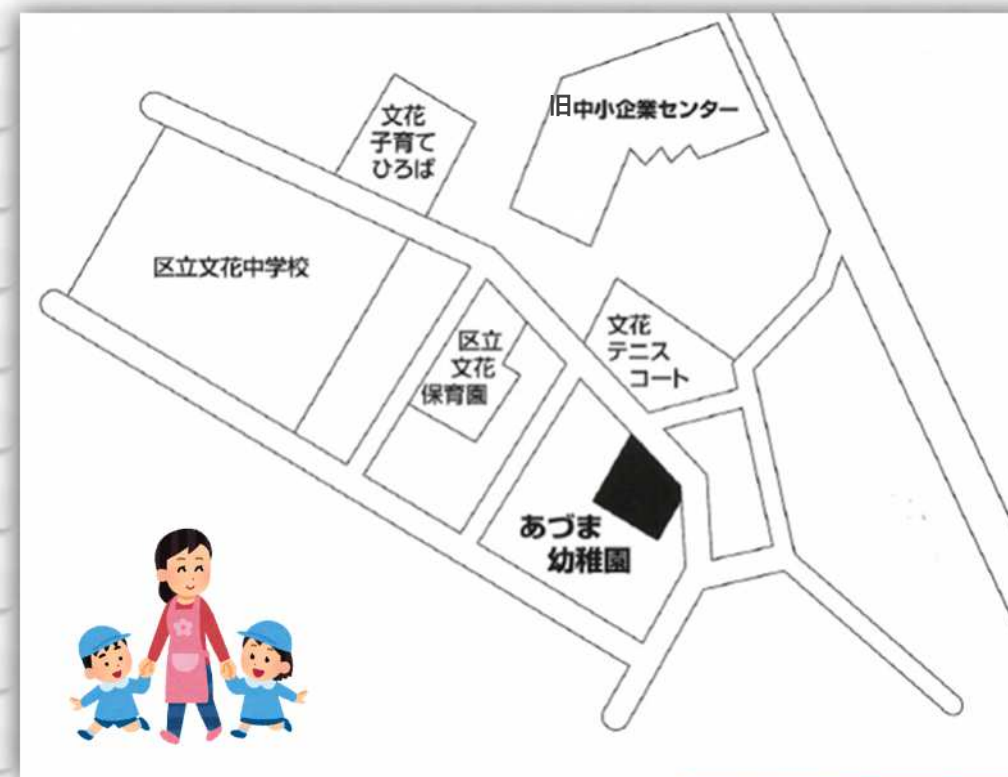 旧中小企業センター
文花
子育て
ひろば
区立文花中学校
区立
文花
保育園
文花
テニス
コート
あづま
幼稚園